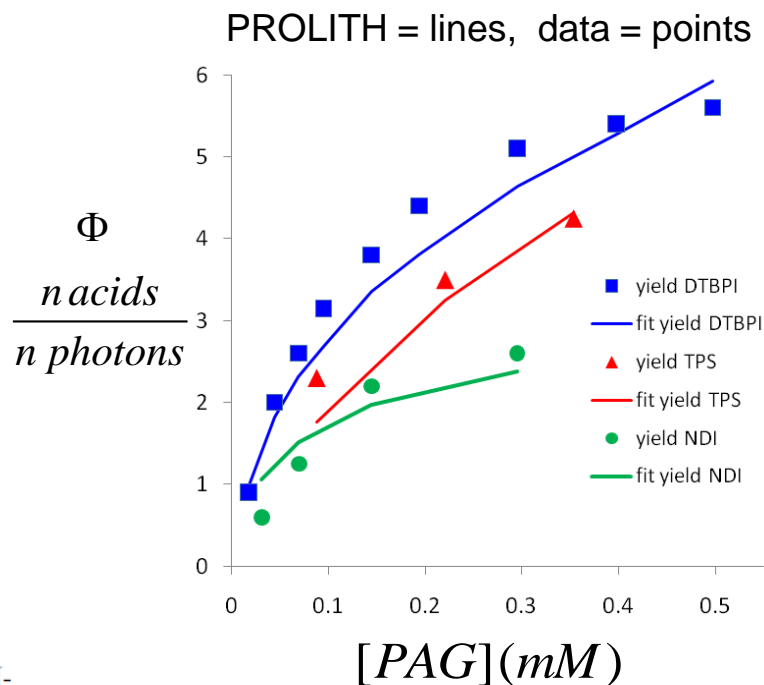 PROLITH = lines, data = points
6
5
4
3
2
1
0
Φ
n acids
n photons
yield DTBPI
fit yield DTBPI
yield TPS
fit yield TPS
yield NDI
fit yield NDI
0 0.1 0.2 0.3 0.4 0.5
[PAG](mM)